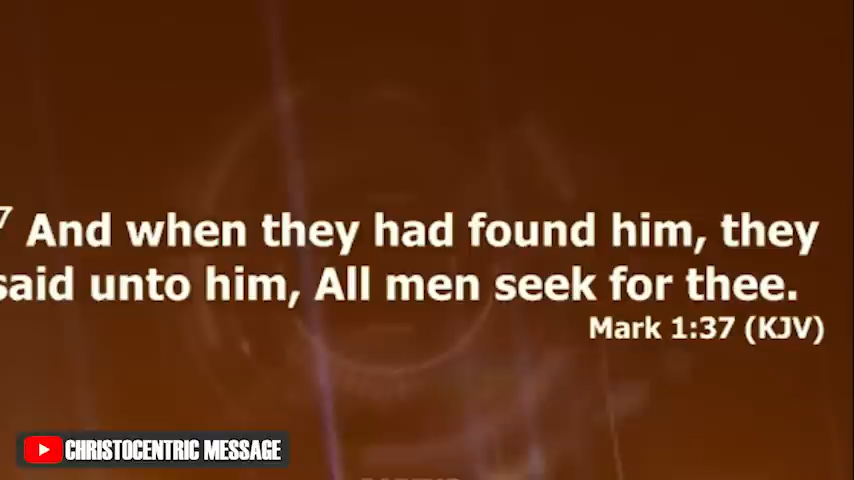 7 And when they had found him, they
said unto him, All men seek for thee.
Mark 1:37 (KJV)
CHRISTOCENTRIC MESSAGE